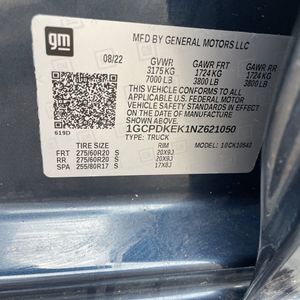 gm
MFD BY GENERAL MOTORS LLC
08/22 GVWR GAWR FRT GAWR RR
3175 KG 1724 KG 1724 KG
7000 LB 3800 LB 3800 LB
THIS VEHICLE CONFORMS TO ALL
APPLICABLE U.S. FEDERAL MOTOR
VEHICLE SAFETY STANDARDS IN
EFFECT ON THE DATE OF
MANUFACTURE SHOWN ABOVE.
1GCPDKEK1NZ621050
619D TYPE: TRUCK MODEL: 10CK10543
TIRE SIZE RIM
FRT 275/60R20 S 20X9J
RR 275/60R20 S 20X9J
SPA 255/80R17 S 17X8J